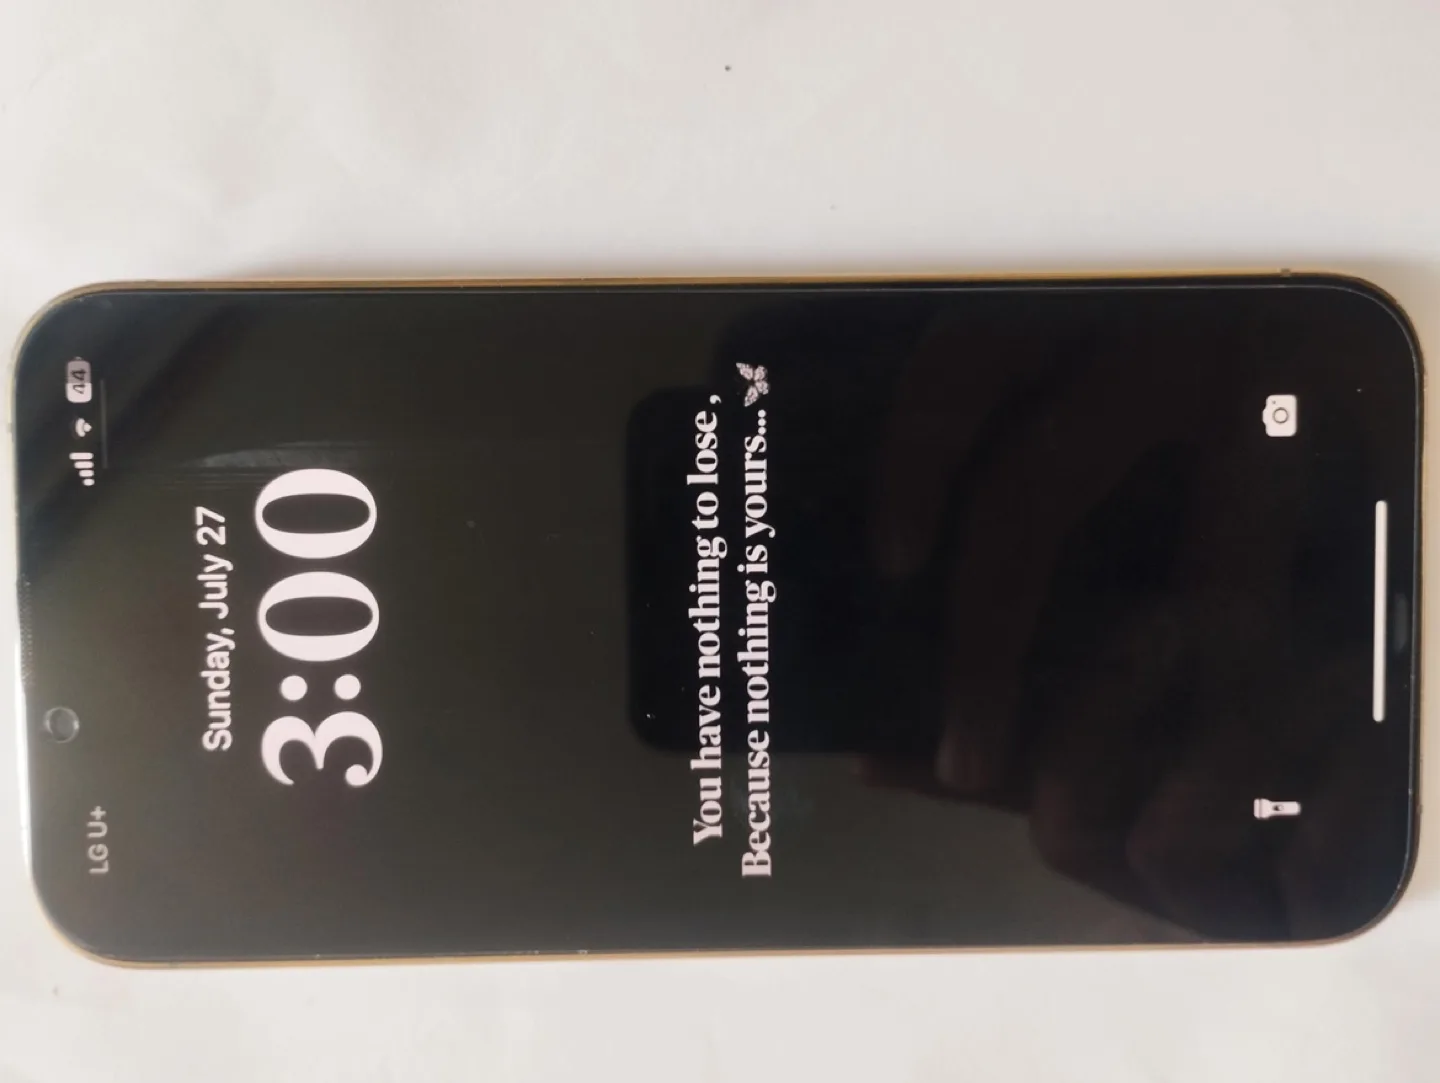 LG U+
44
Sunday, July 27
3:00
You have nothing to lose ,
Because nothing is yours...